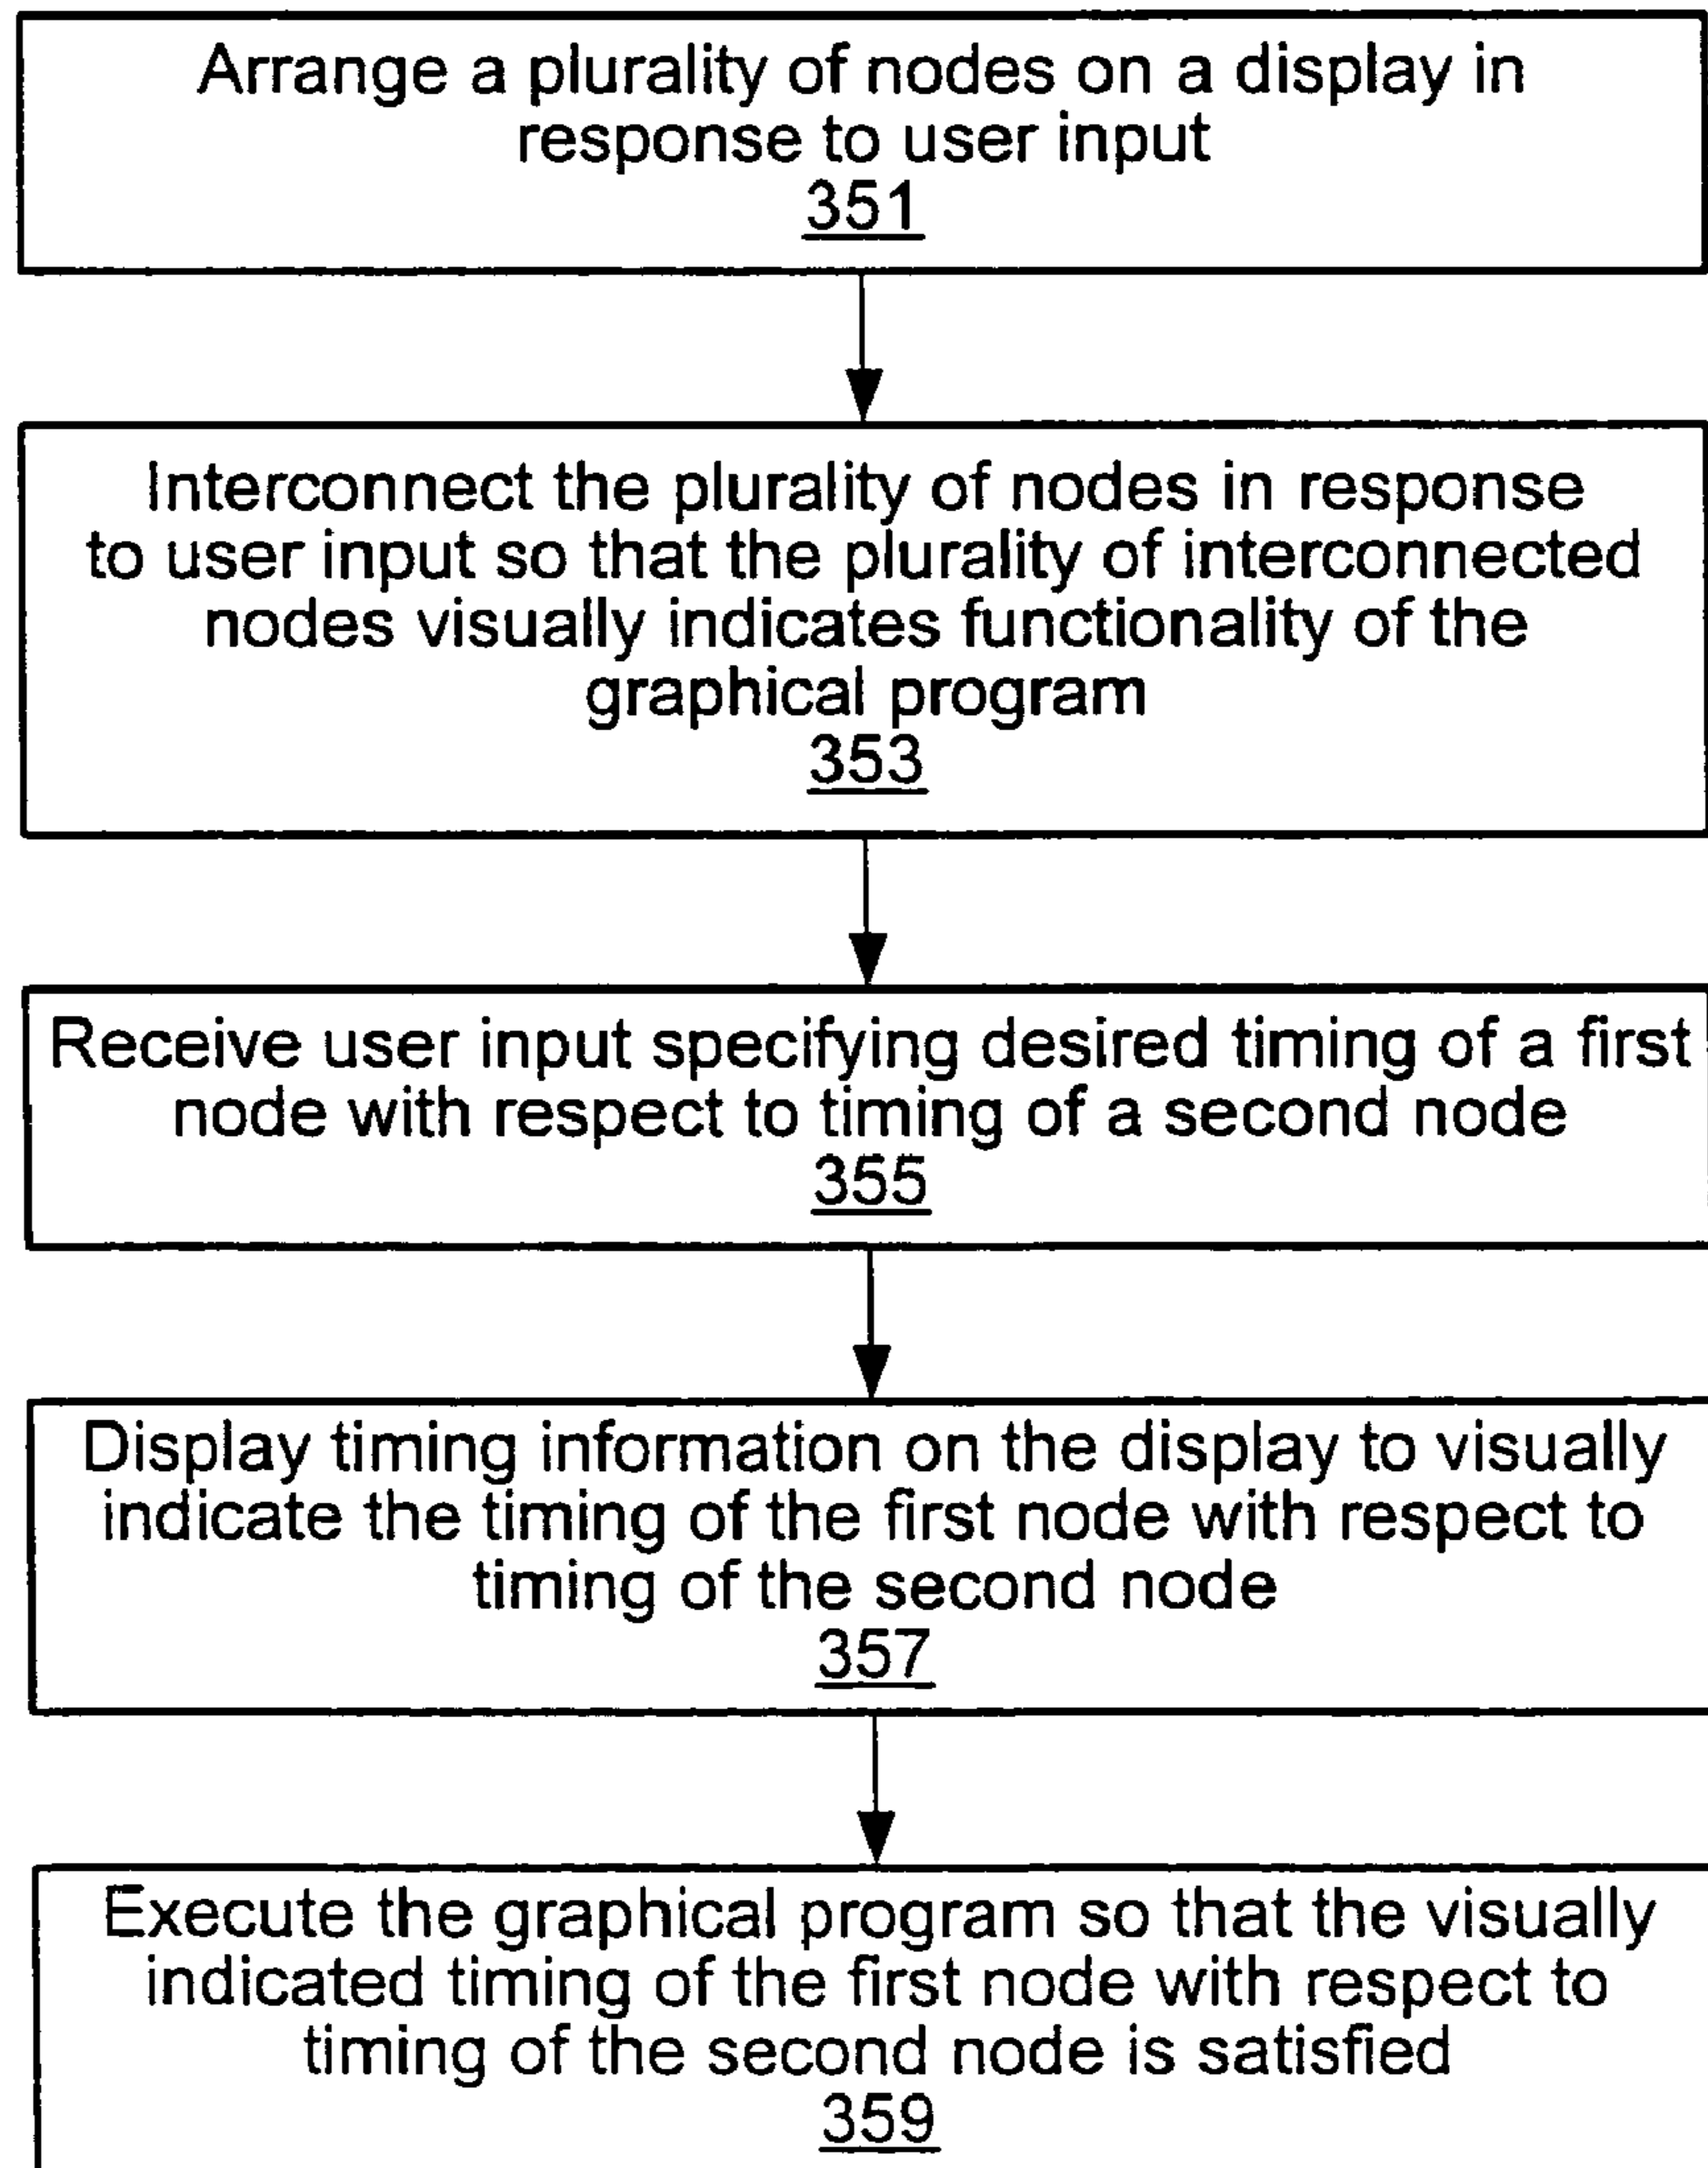 Arrange a plurality of nodes on a display in
response to user input
351
Interconnect the plurality of nodes in response
to user input so that the plurality of interconnected
nodes visually indicates functionality of the
graphical program
353
Receive user input specifying desired timing of a first
node with respect to timing of a second node
355
Display timing information on the display to visually
indicate the timing of the first node with respect to
timing of the second node
357
Execute the graphical program so that the visually
indicated timing of the first node with respect to
timing of the second node is satisfied
359